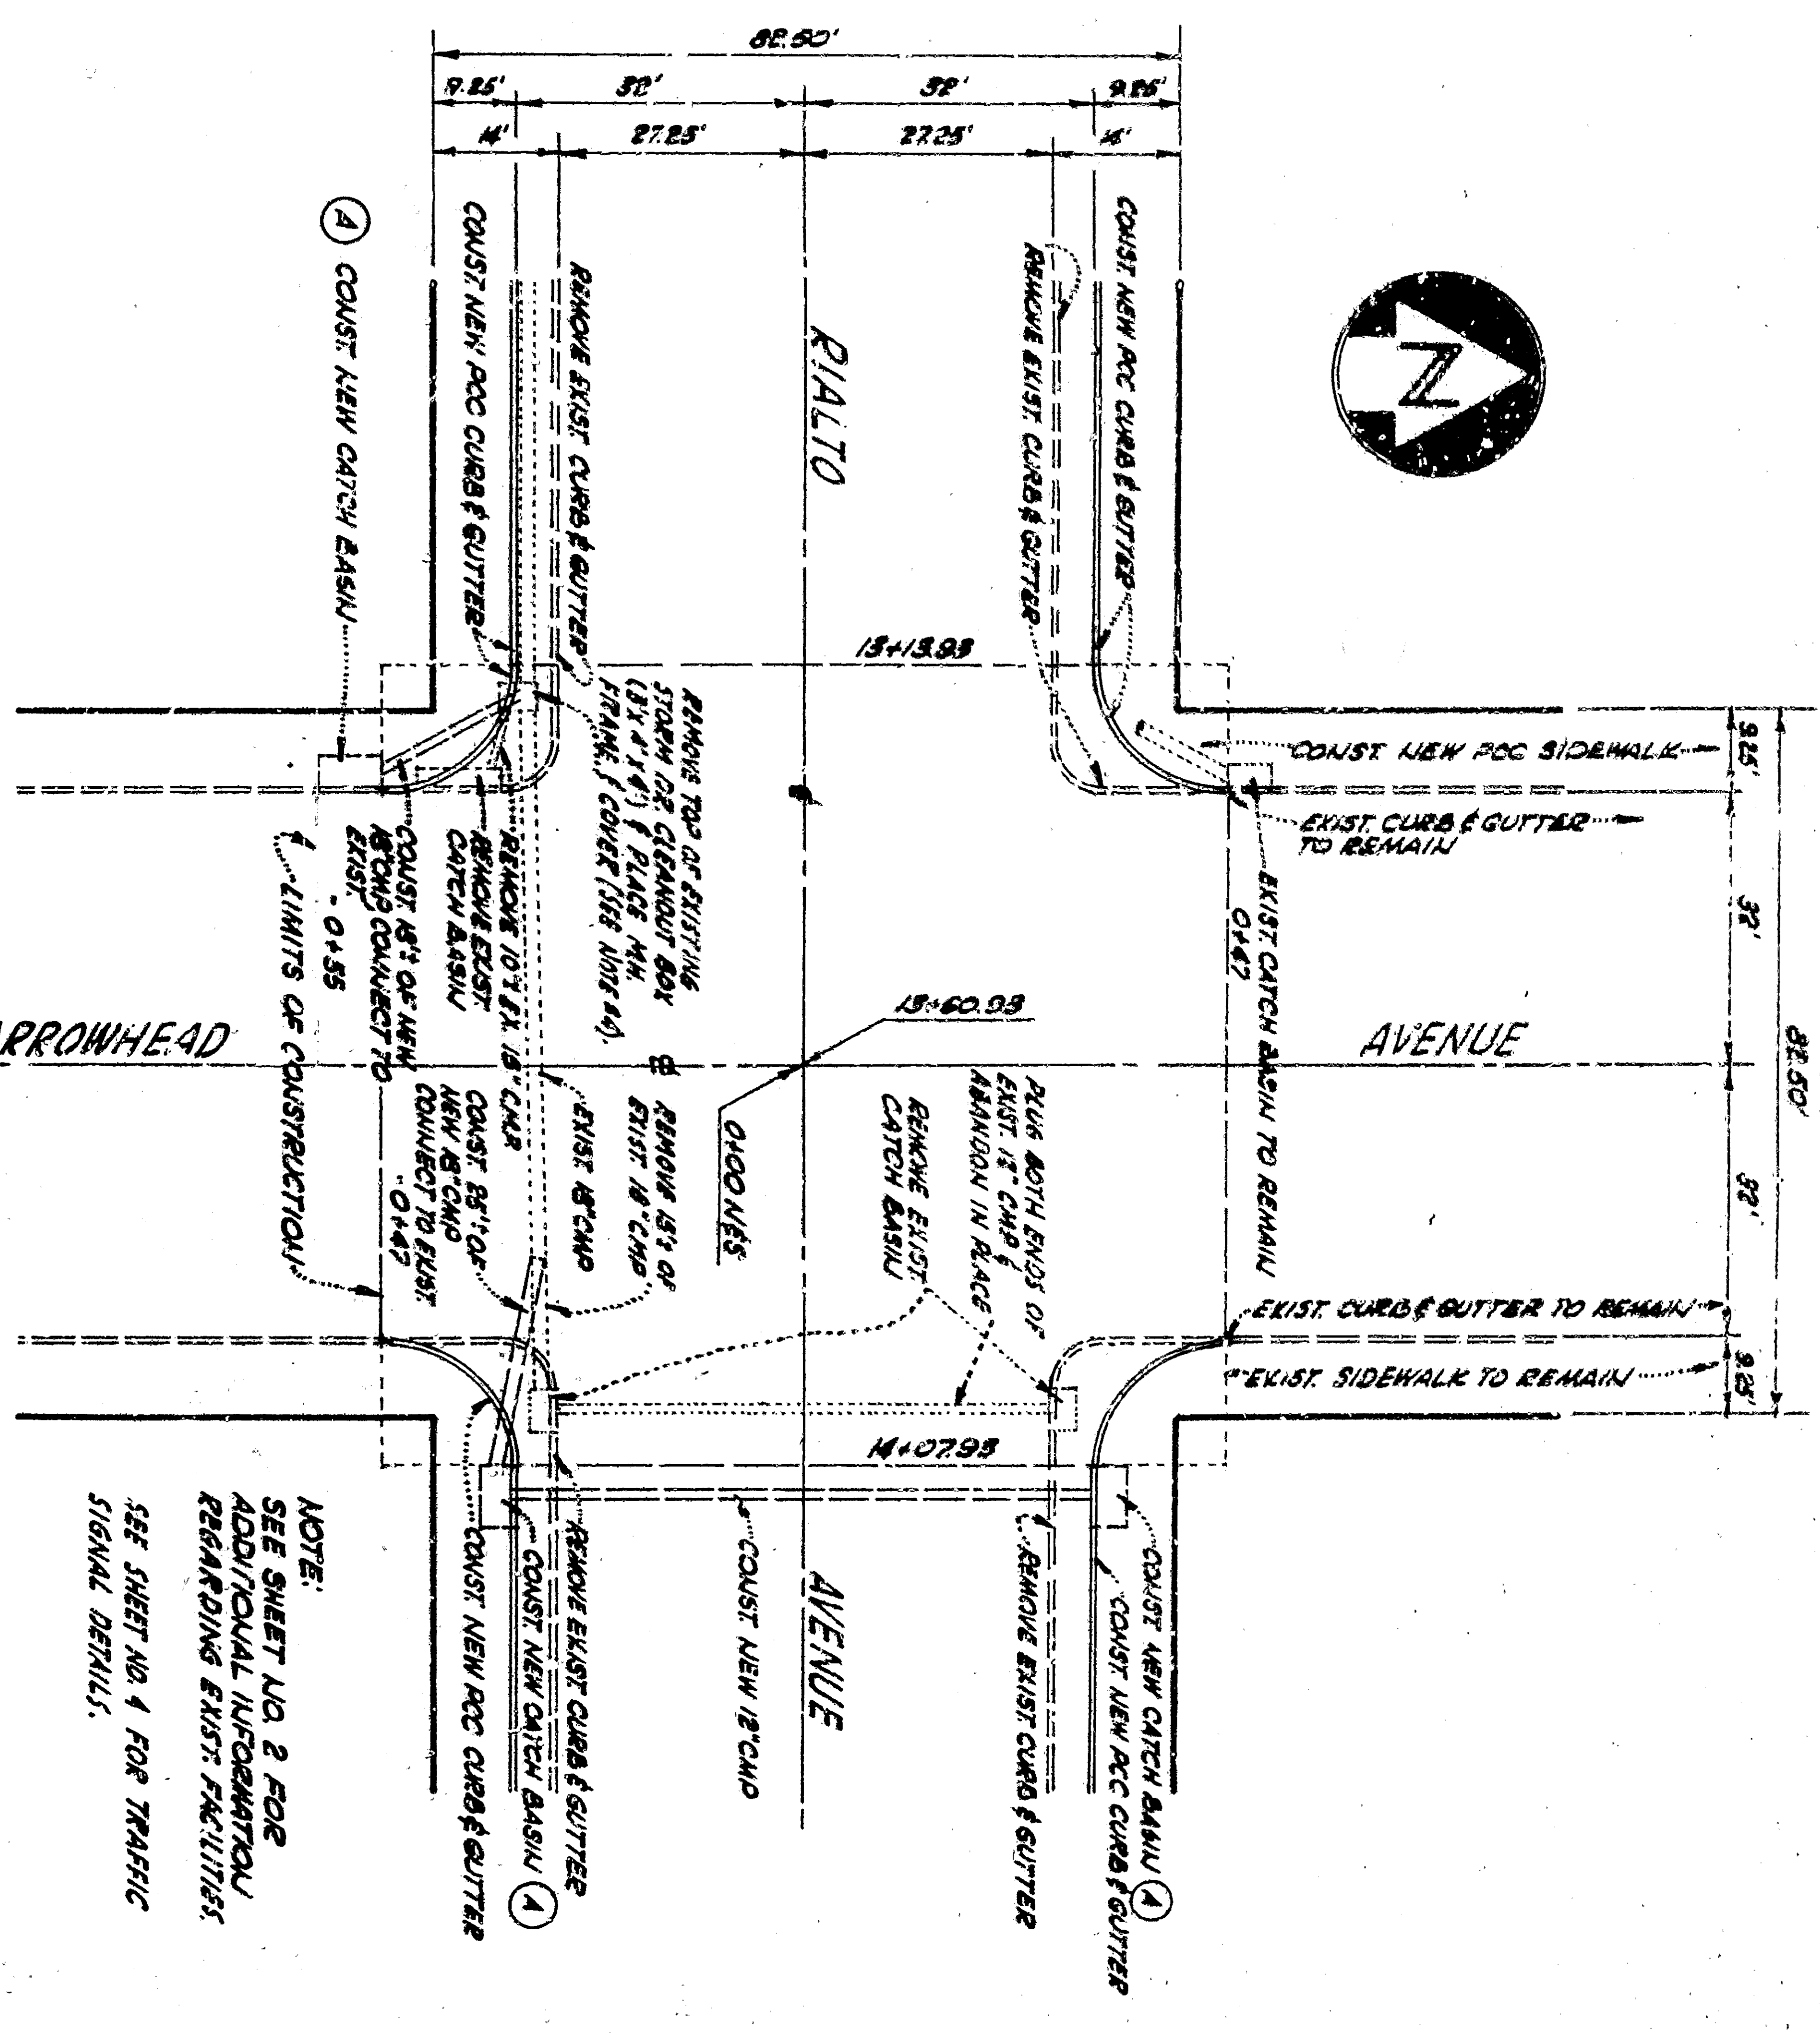 82.50'
9.25'
32'
32'
9.25'
14'
27.25'
27.25'
14'
A
CONST. NEW CATCH BASIN
CONST. NEW PCC CURB & GUTTER
REMOVE EXIST. CURB & GUTTER
RIALTO
REMOVE EXIST. CURB & GUTTER
CONST. NEW PCC CURB & GUTTER
N
13+13.93
REMOVE TOP OF EXISTING
STORM DR. CLEANOUT BOX
& PLACE M.H.
FRAME & COVER (SEE NOTE #4).
CONST. NEW PCC SIDEWALK
EXIST. CURB & GUTTER
TO REMAIN
EXIST. CATCH BASIN TO REMAIN
0+47
9.25'
32'
82.50'
32'
9.25'
REMOVE 10'± EX. 18" C.M.P.
REMOVE EXIST.
CATCH BASIN
CONST. 18'± OF NEW
18" CMP CONNECT TO
EXIST.
- 0+55
LIMITS OF CONSTRUCTION
ARROWHEAD
13+60.93
AVENUE
0+00 NES
REMOVE 15'± OF
EXIST. 18" CMP
EXIST. 18" CMP
CONST. 25'± OF
NEW 18" CMP
CONNECT TO EXIST.
- 0+47
PLUG BOTH ENDS OF
EXIST. 12" CMP &
ABANDON IN PLACE
REMOVE EXIST.
CATCH BASIN
EXIST. CURB & GUTTER TO REMAIN
EXIST. SIDEWALK TO REMAIN
14+07.93
CONST. NEW CATCH BASIN
A
CONST. NEW PCC CURB & GUTTER
REMOVE EXIST. CURB & GUTTER
AVENUE
CONST. NEW 12" CMP
REMOVE EXIST CURB & GUTTER
CONST. NEW CATCH BASIN
A
CONST. NEW PCC CURB & GUTTER
NOTE:
SEE SHEET NO. 2 FOR
ADDITIONAL INFORMATION
REGARDING EXIST. FACILITIES.
SEE SHEET NO. 4 FOR TRAFFIC
SIGNAL DETAILS.